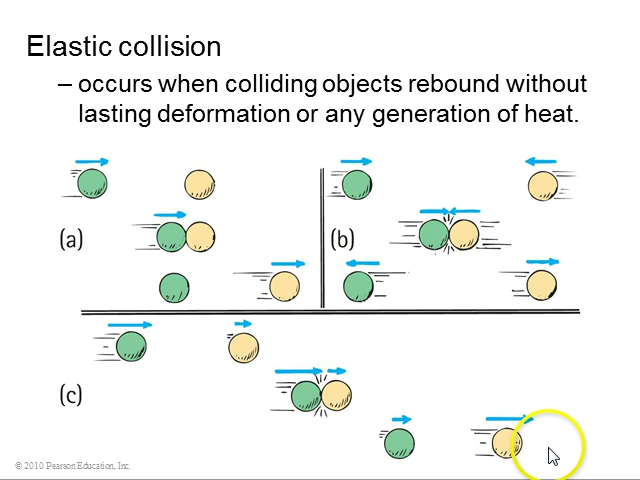 Elastic collision
– occurs when colliding objects rebound without
lasting deformation or any generation of heat.
(a)
(b)
(c)
© 2010 Pearson Education, Inc.